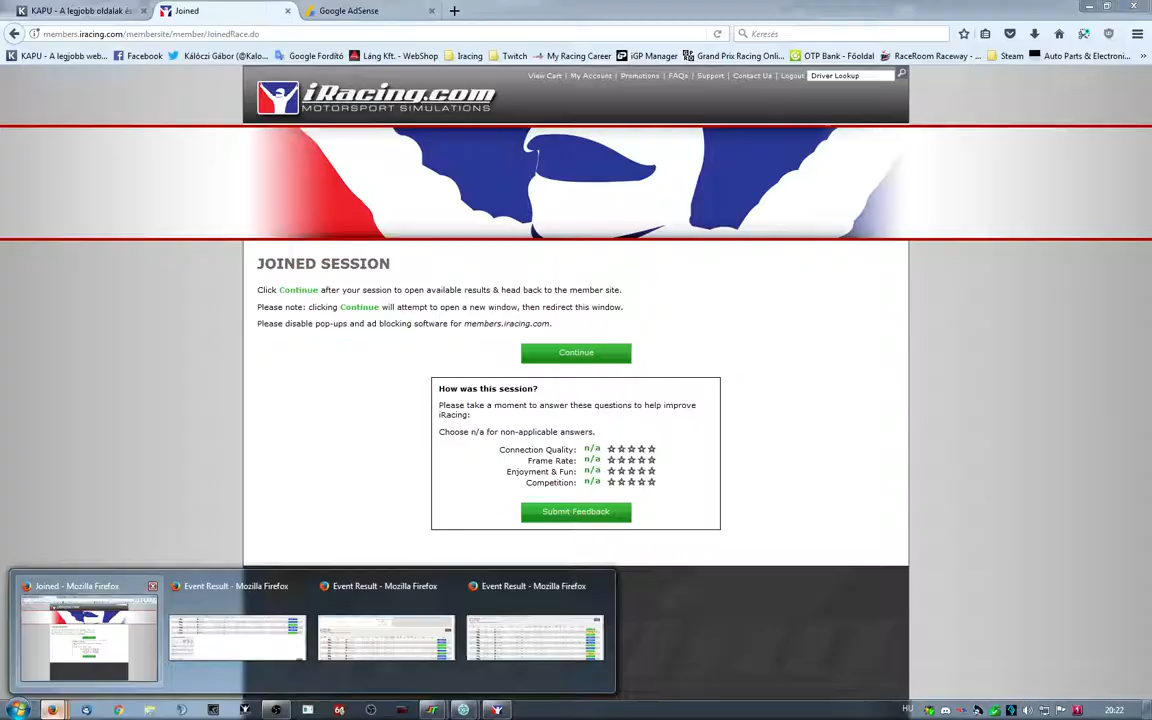 KAPU - A legjobb oldalak és
Joined
Google AdSense
members.iracing.com/membersite/member/JoinedRace.do
Keresés
KAPU - A legjobb web...
Facebook
Kálóczi Gábor (@Kalo...
Google Fordító
Láng Kft. - WebShop
Iracing
Twitch
My Racing Career
iGP Manager
Grand Prix Racing Onli...
OTP Bank - Főoldal
RaceRoom Raceway - ...
Steam
Auto Parts & Electroni...
View Cart | My Account | Promotions | FAQs | Support | Contact Us | Logout
Driver Lookup
iRacing.com
MOTORSPORT SIMULATIONS
JOINED SESSION
Click Continue after your session to open available results & head back to the member site.
Please note: clicking Continue will attempt to open a new window, then redirect this window.
Please disable pop-ups and ad blocking software for members.iracing.com.
Continue
How was this session?
Please take a moment to answer these questions to help improve
iRacing:
Choose n/a for non-applicable answers.
Connection Quality: n/a
Frame Rate: n/a
Enjoyment & Fun: n/a
Competition: n/a
Submit Feedback
Joined - Mozilla Firefox
Event Result - Mozilla Firefox
Event Result - Mozilla Firefox
Event Result - Mozilla Firefox
64
HU
20:22